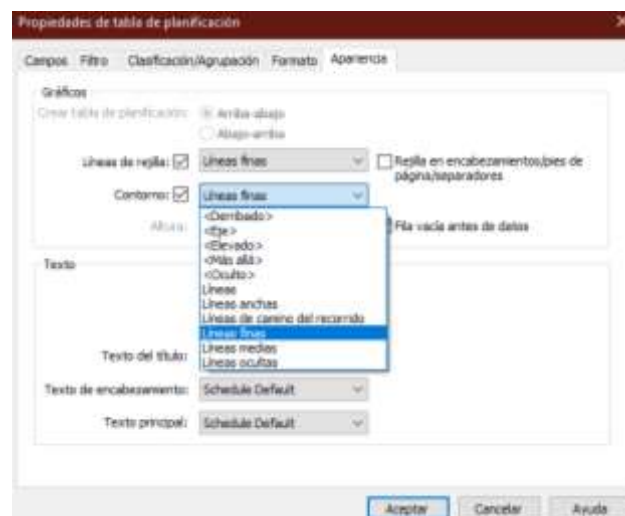 Propiedades de tabla de planificación
Campos Filtro Clasificación/Agrupación Formato Apariencia
Gráficos
Crear tabla de planificación: Arriba-abajo
Abajo-arriba
Líneas de rejilla: Líneas finas Rejilla en encabezamientos/pies de
página/separadores
Contorno: Líneas finas
<Derribado>
<Eje>
<Elevado>
<Más allá>
<Oculto>
Altura: Fila vacía antes de datos
Líneas
Líneas anchas
Líneas de camino del recorrido
Líneas finas
Líneas medias
Líneas ocultas
Texto
Texto del título:
Texto de encabezamiento: Schedule Default
Texto principal: Schedule Default
Aceptar Cancelar Ayuda